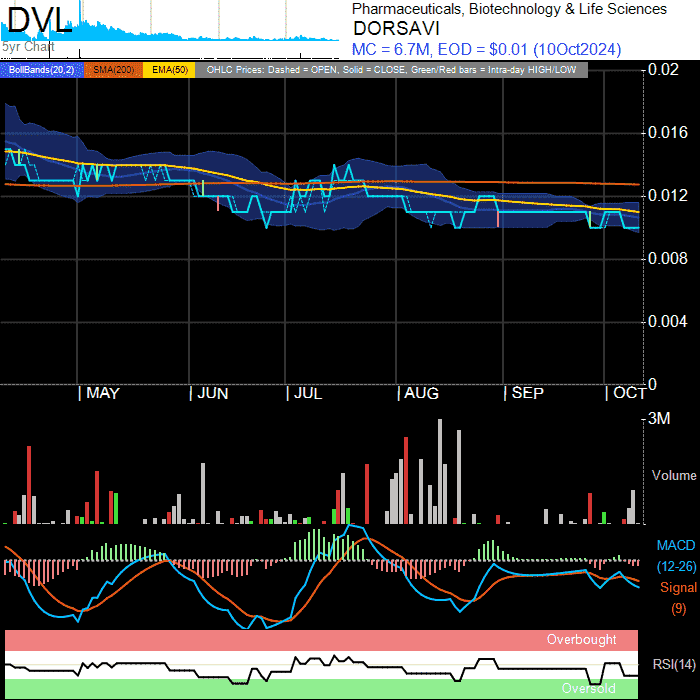 DVL
5yr Chart
Pharmaceuticals, Biotechnology & Life Sciences
DORSAVI
MC = 6.7M, EOD = $0.01 (10Oct2024)
BollBands(20,2) SMA(200) EMA(50) OHLC Prices: Dashed = OPEN, Solid = CLOSE, Green/Red bars = Intra-day HIGH/LOW
0.02
0.016
0.012
0.008
0.004
0
| MAY | JUN | JUL | AUG | SEP | OCT
3M
Volume
MACD
(12-26)
Signal
(9)
Overbought
RSI(14)
Oversold